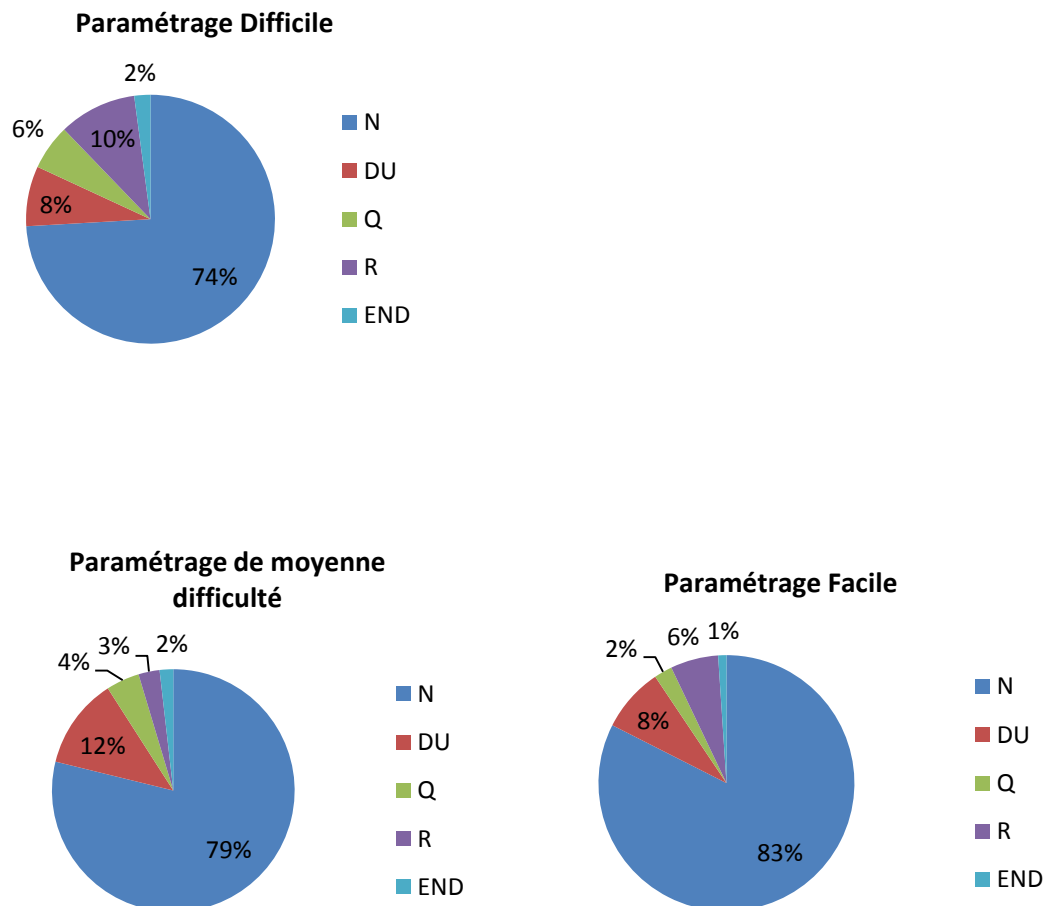 Paramétrage Difficile
2%
6%
10%
8%
74%
N
DU
Q
R
END
Paramétrage de moyenne
difficulté
3%
2%
4%
12%
79%
N
DU
Q
R
END
Paramétrage Facile
6%
1%
2%
8%
83%
N
DU
Q
R
END